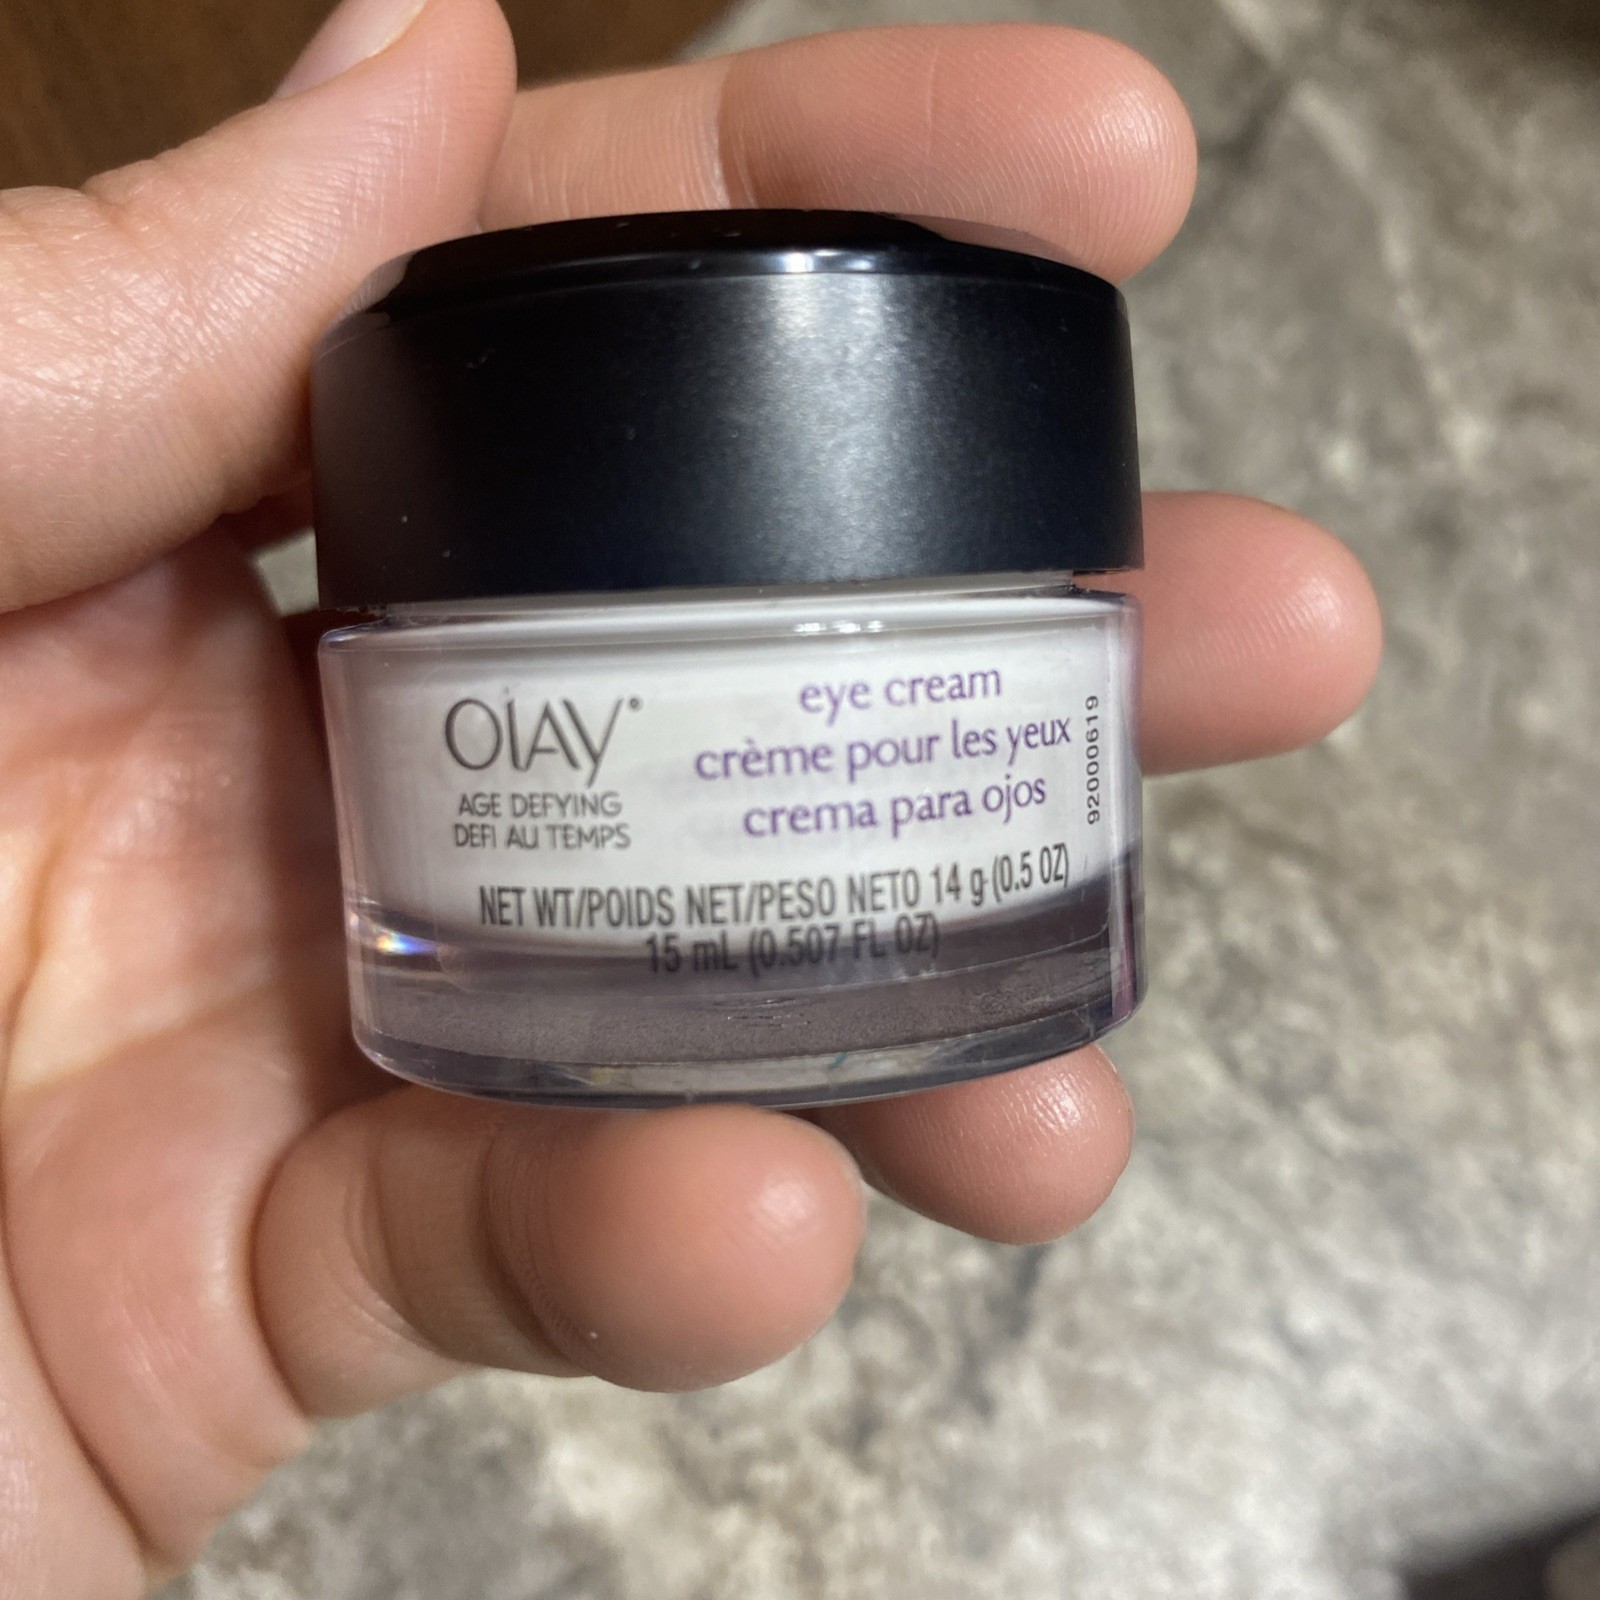 OLAY®
AGE DEFYING
DEFI AU TEMPS
eye cream
crème pour les yeux
crema para ojos
92000619
NET WT/POIDS NET/PESO NETO 14 g (0.5 OZ)
15 mL (0.507 FL OZ)